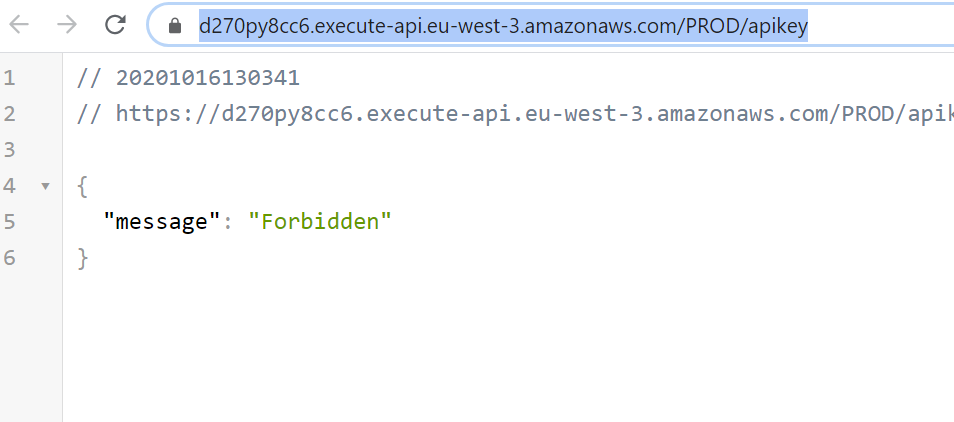 d270py8cc6.execute-api.eu-west-3.amazonaws.com/PROD/apikey
1 // 20201016130341
2 // https://d270py8cc6.execute-api.eu-west-3.amazonaws.com/PROD/apik
3
4 {
5 "message": "Forbidden"
6 }